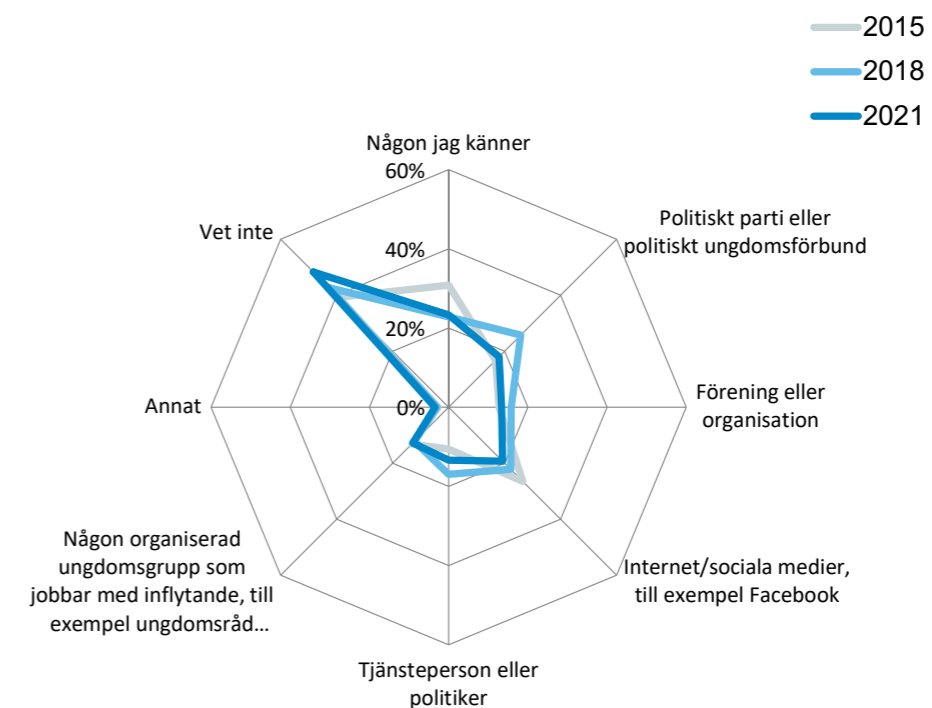 2015
2018
2021
Någon jag känner
60%
Politiskt parti eller
politiskt ungdomsförbund
Vet inte
40%
20%
Förening eller
organisation
Annat
0%
Någon organiserad
ungdomsgrupp som
jobbar med inflytande, till
exempel ungdomsråd...
Internet/sociala medier,
till exempel Facebook
Tjänsteperson eller
politiker